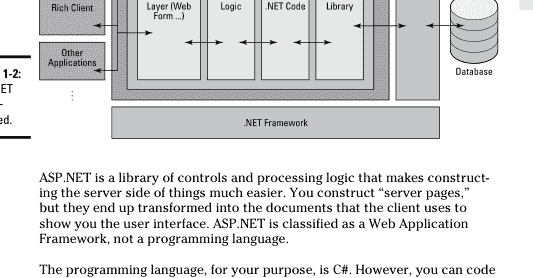 Rich Client
Layer (Web
Form ...)
Logic
.NET Code
Library
Other
Applications
Database
1-2:
ET
–
ed.
.NET Framework
ASP.NET is a library of controls and processing logic that makes construct-
ing the server side of things much easier. You construct “server pages,”
but they end up transformed into the documents that the client uses to
show you the user interface. ASP.NET is classified as a Web Application
Framework, not a programming language.
The programming language, for your purpose, is C#. However, you can code